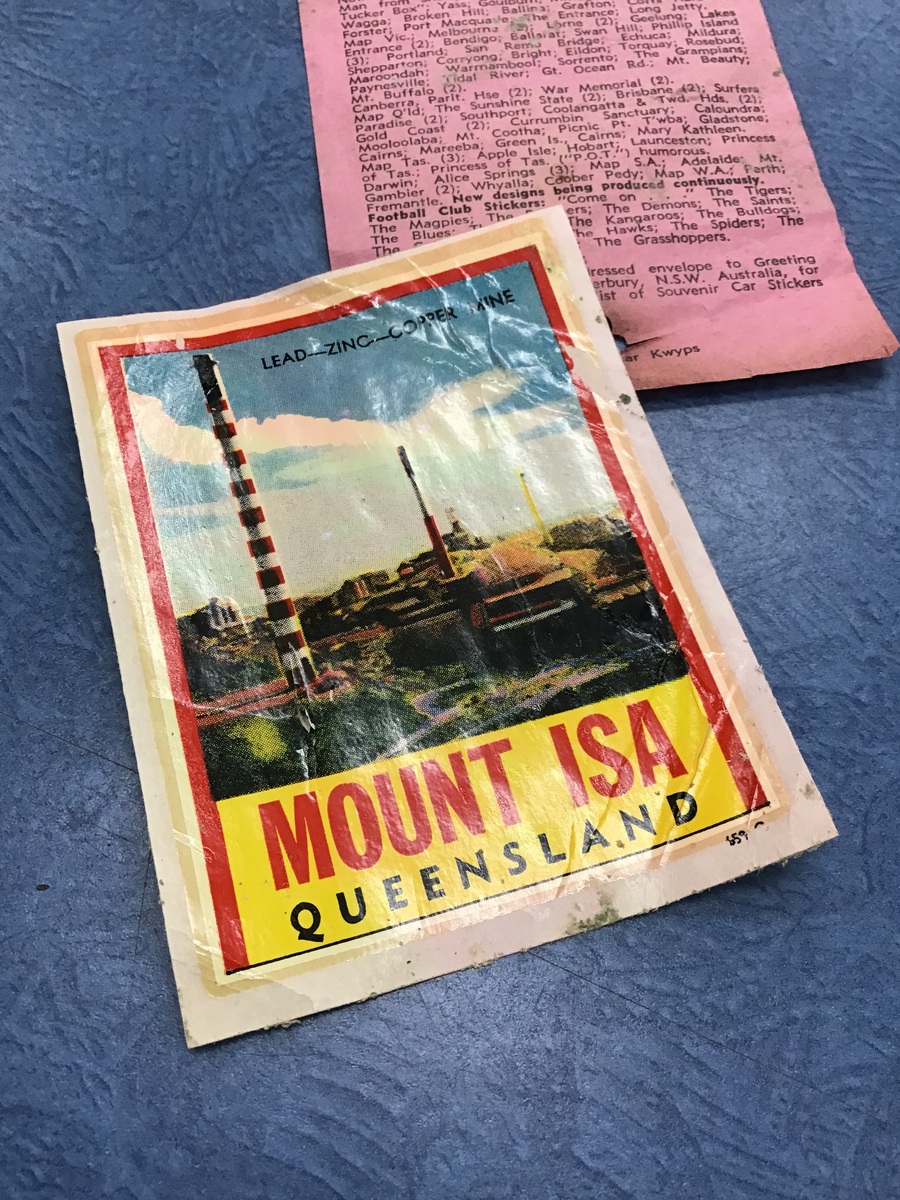 Tucker Box"; Yass; Goulburn,
Wagga; Broken Hill; Ballina; Grafton;
Forster; Port Macquarie; The Entrance; Long Jetty
Map Vic.; Melbourne Lorne (2); Geelong; Lakes
Entrance (2); Bendigo; Ballarat; Swan Hill; Phillip Island
(3); Portland; San Remo Bridge; Echuca; Mildura;
Shepparton; Corryong; Bright; Eildon; Torquay; Rosebud;
Maroondah; Warrnambool; Sorrento; The Grampians;
Paynesville; Tidal River; Gt. Ocean Rd.; Mt. Beauty;
Mt. Buffalo (2).
Canberra, Parlt. Hse (2); War Memorial (2).
Map Q'ld; The Sunshine State (2); Brisbane (2); Surfers
Paradise (2); Southport; Coolangatta & Twd. Hds. (2);
Gold Coast (2); Currumbin Sanctuary; Caloundra;
Mooloolaba; Mt. Cootha; Picnic Pt. T'wba; Gladstone;
Cairns; Mareeba; Green Is., Cairns; Mary Kathleen.
Map Tas. (3); Apple Isle; Hobart; Launceston; Princess
of Tas.; Princess of Tas. ("P.O.T.") humorous.
Darwin; Alice Springs (3); Map S.A.; Adelaide; Mt.
Gambier (2); Whyalla; Coober Pedy; Map W.A.; Perth;
Fremantle. New designs being produced continuously.
Football Club Stickers: "Come on . . ." The Tigers;
The Magpies; The ers; The Demons; The Saints;
The Blues; The Kangaroos; The Bulldogs;
The Hawks; The Spiders; The
The Grasshoppers.
ressed envelope to Greeting
erbury, N.S.W. Australia, for
ist of Souvenir Car Stickers
ar Kwyps
LEAD—ZINC—COPPER MINE
MOUNT ISA
QUEENSLAND